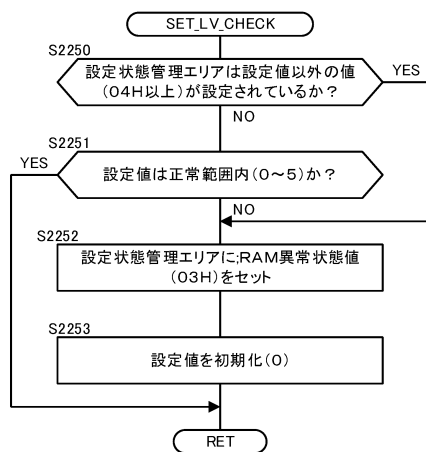 SET_LV_CHECK
S2250
設定状態管理エリアは設定値以外の値
(04H以上)が設定されているか？
YES
NO
S2251
YES
設定値は正常範囲内(0～5)か？
NO
S2252
設定状態管理エリアに;RAM異常状態値
(03H)をセット
S2253
設定値を初期化(0)
RET